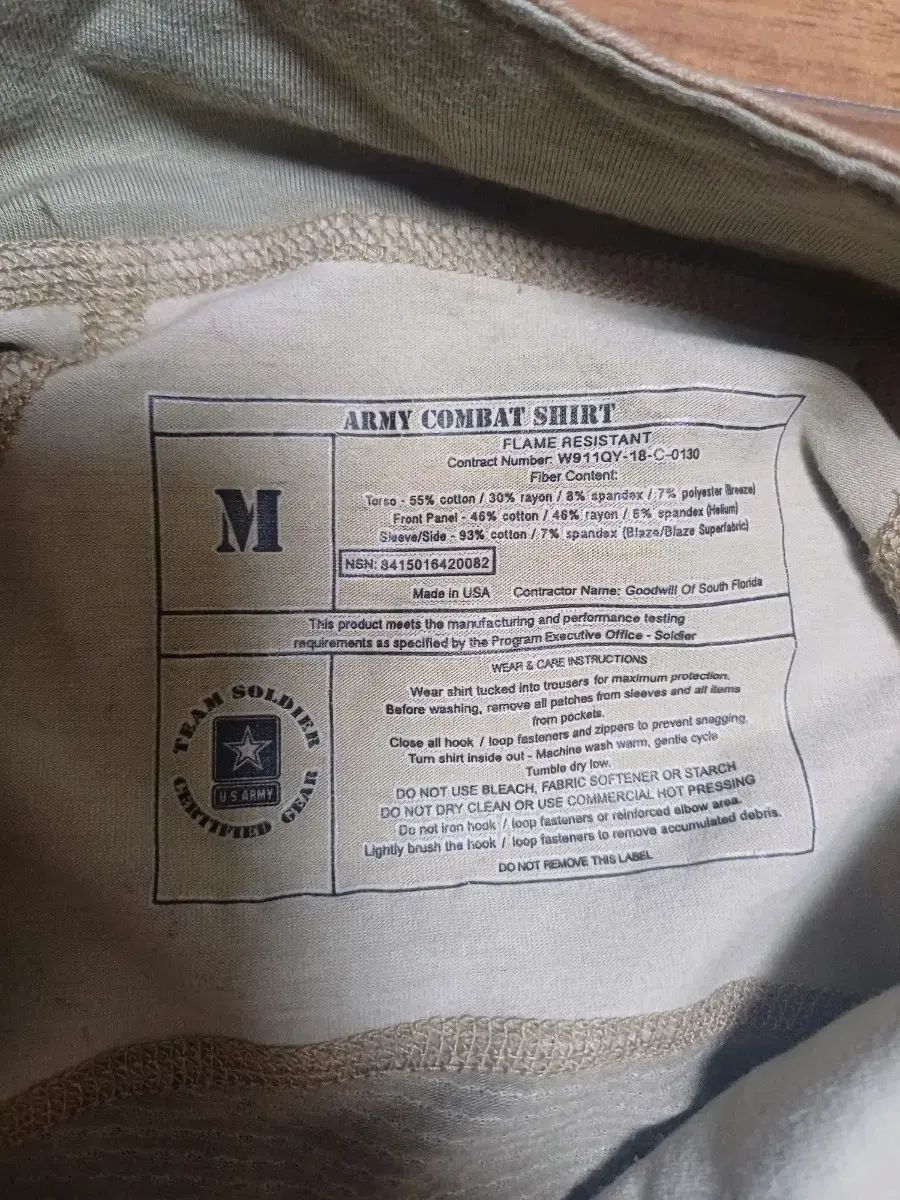 ARMY COMBAT SHIRT
M
FLAME RESISTANT
Contract Number: W911QY-18-C-0130
Fiber Content:
Torso - 55% cotton / 30% rayon / 8% spandex / 7% polyester (Breeze)
Front Panel - 46% cotton / 46% rayon / 8% spandex (Helium)
Sleeve/Side - 93% cotton / 7% spandex (Blaze/Blaze Superfabric)
NSN: 8415016420082
Made in USA Contractor Name: Goodwill Of South Florida
This product meets the manufacturing and performance testing
requirements as specified by the Program Executive Office - Soldier
TEAM SOLDIER
U.S.ARMY
CERTIFIED GEAR
WEAR & CARE INSTRUCTIONS
Wear shirt tucked into trousers for maximum protection.
Before washing, remove all patches from sleeves and all items
from pockets.
Close all hook / loop fasteners and zippers to prevent snagging.
Turn shirt inside out - Machine wash warm, gentle cycle
Tumble dry low.
DO NOT USE BLEACH, FABRIC SOFTENER OR STARCH
DO NOT DRY CLEAN OR USE COMMERCIAL HOT PRESSING
Do not iron hook / loop fasteners or reinforced elbow area.
Lightly brush the hook / loop fasteners to remove accumulated debris.
DO NOT REMOVE THIS LABEL